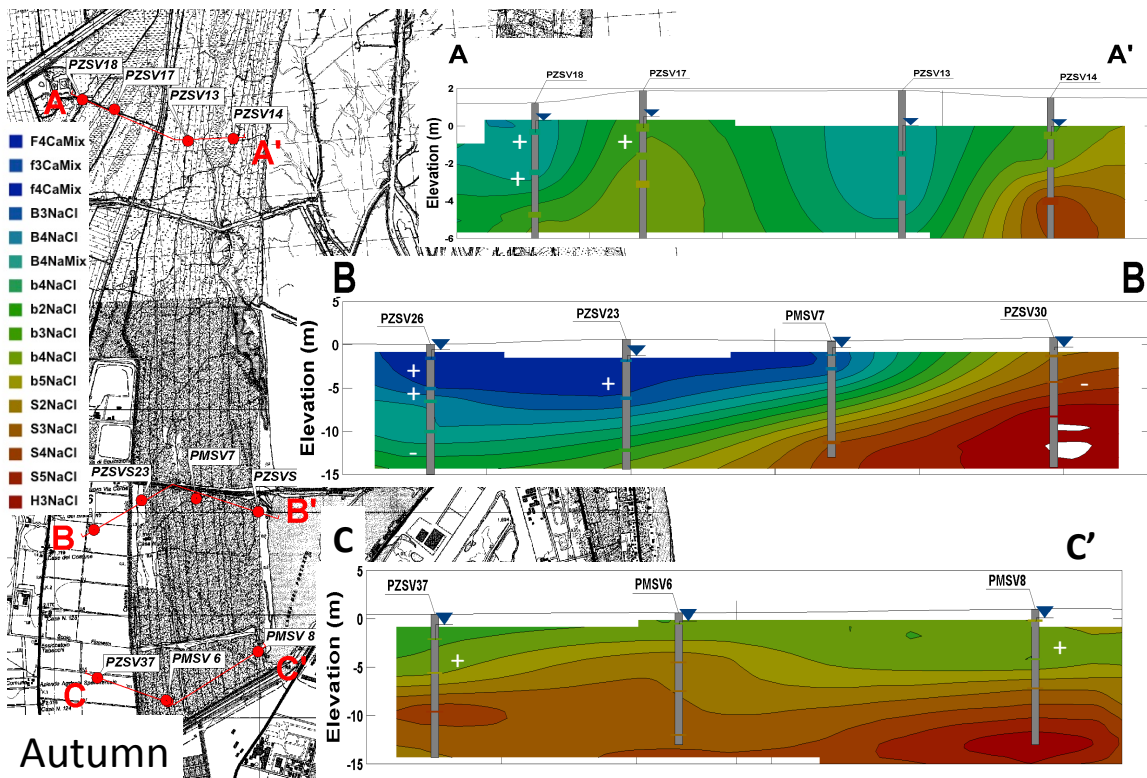 PZSV18
PZSV17
PZSV13
PZSV14
A
A'
F4CaMix
f3CaMix
f4CaMix
B3NaCl
B4NaCl
B4NaMix
b4NaCl
b2NaCl
b3NaCl
b4NaCl
b5NaCl
S2NaCl
S3NaCl
S4NaCl
S5NaCl
H3NaCl
PZSVS23
PMSV7
PZSVS
B
B'
PZSV37
PMSV 6
PMSV 8
C
C'
Autumn
A
A'
PZSV18
PZSV17
PZSV13
PZSV14
Elevation (m)
2
0
-2
-4
-6
+
+
+
B
B
PZSV26
PZSV23
PMSV7
PZSV30
Elevation (m)
5
0
-5
-10
-15
+
+
-
+
-
C
C’
PZSV37
PMSV6
PMSV8
Elevation (m)
5
0
-5
-10
-15
+
+